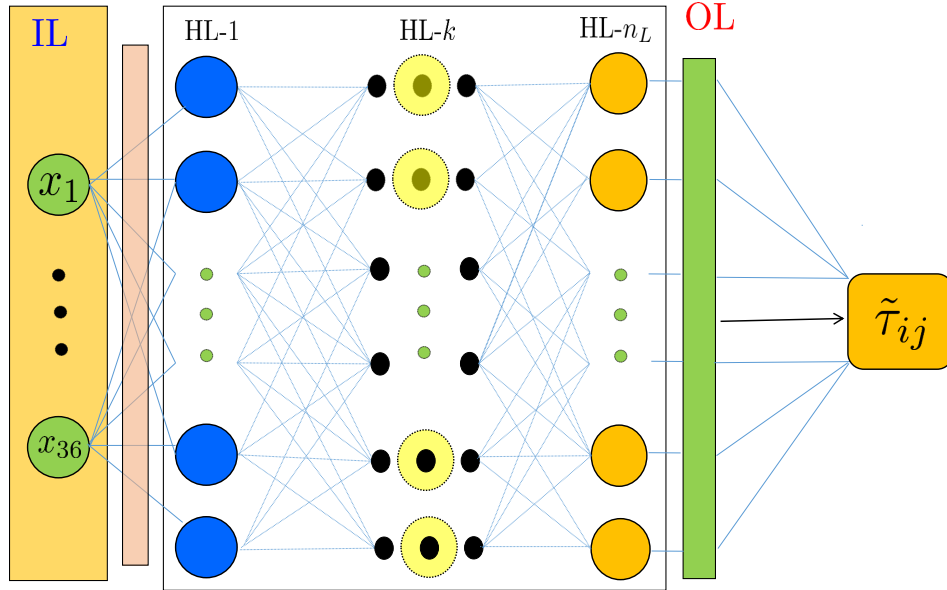 IL
HL-1
HL-k
HL-n_L
OL
x_1
x_36
τ̃_ij